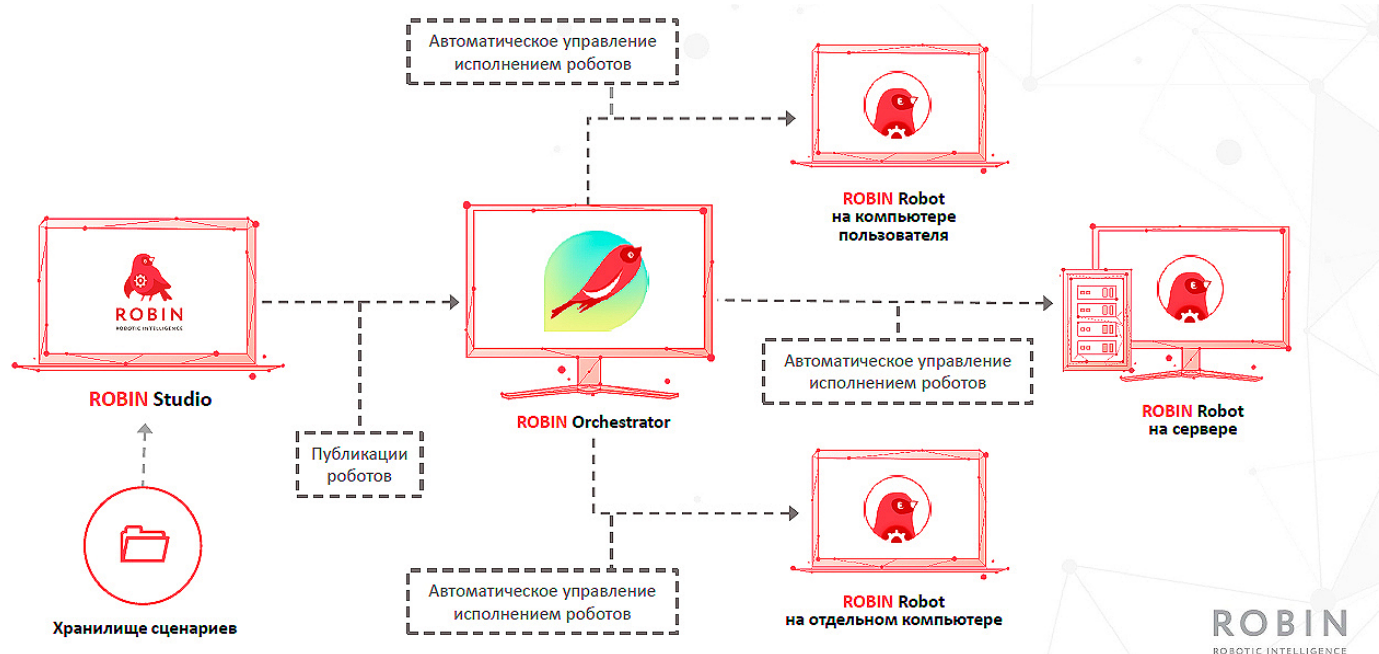 Автоматическое управление
исполнением роботов
ROBIN Robot
на компьютере
пользователя
ROBIN
ROBOTIC INTELLIGENCE
ROBIN Studio
Публикации
роботов
ROBIN Orchestrator
Автоматическое управление
исполнением роботов
ROBIN Robot
на сервере
Хранилище сценариев
Автоматическое управление
исполнением роботов
ROBIN Robot
на отдельном компьютере
ROBIN
ROBOTIC INTELLIGENCE